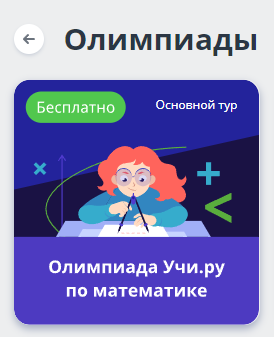 Олимпиады
Бесплатно
Основной тур
Олимпиада Учи.ру
по математике